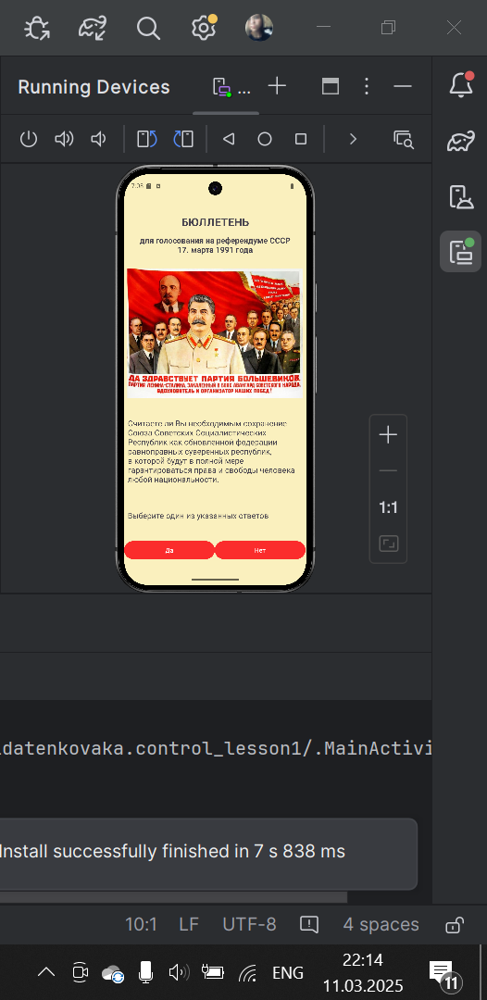 Running Devices
...
7:08
БЮЛЛЕТЕНЬ
для голосования на референдуме СССР
17. марта 1991 года
ДА ЗДРАВСТВУЕТ ПАРТИЯ БОЛЬШЕВИКОВ,
ПАРТИЯ ЛЕНИНА-СТАЛИНА, ЗАКАЛЕННЫЙ В БОЯХ АВАНГАРД СОВЕТСКОГО НАРОДА,
ВДОХНОВИТЕЛЬ и ОРГАНИЗАТОР НАШИХ ПОБЕД!
Считаете ли Вы необходимым сохранение
Союза Советских Социалистических
Республик как обновленной федерации
равноправных суверенных республик,
в которой будут в полной мере
гарантироваться права и свободы человека
любой национальности.
Выберите один из указанных ответов
Да
Нет
1:1
ldatenkovaka.control_lesson1/.MainActivi
Install successfully finished in 7 s 838 ms
10:1 LF UTF-8 4 spaces
ENG
22:14
11.03.2025
11